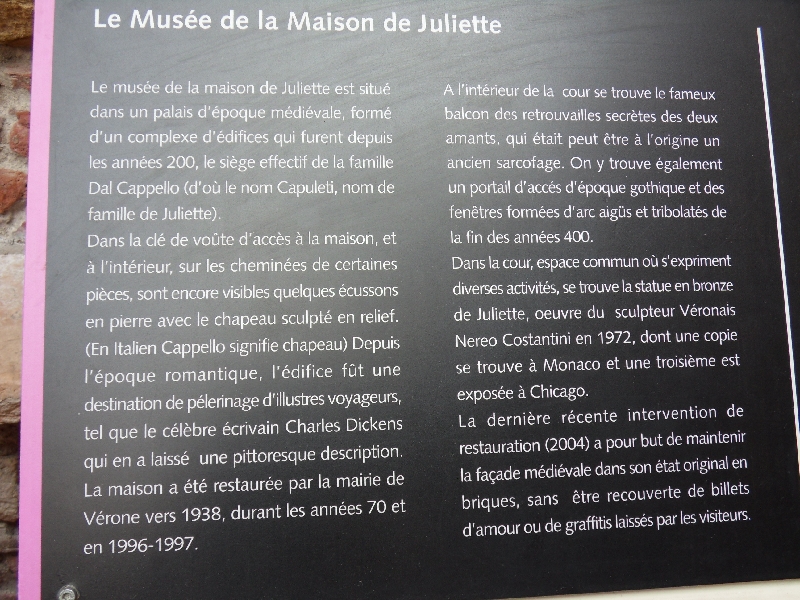 Le Musée de la Maison de Juliette
Le musée de la maison de Juliette est situé
dans un palais d'époque médiévale, formé
d'un complexe d'édifices qui furent depuis
les années 200, le siège effectif de la famille
Dal Cappello (d'où le nom Capuleti, nom de
famille de Juliette).
Dans la clé de voûte d'accès à la maison, et
à l'intérieur, sur les cheminées de certaines
pièces, sont encore visibles quelques écussons
en pierre avec le chapeau sculpté en relief.
(En Italien Cappello signifie chapeau) Depuis
l'époque romantique, l'édifice fût une
destination de pélerinage d'illustres voyageurs,
tel que le célèbre écrivain Charles Dickens
qui en a laissé une pittoresque description.
La maison a été restaurée par la mairie de
Vérone vers 1938, durant les années 70 et
en 1996-1997.
A l'intérieur de la cour se trouve le fameux
balcon des retrouvailles secrètes des deux
amants, qui était peut être à l'origine un
ancien sarcofage. On y trouve également
un portail d'accés d'époque gothique et des
fenêtres formées d'arc aigüs et tribolatés de
la fin des années 400.
Dans la cour, espace commun où s'expriment
diverses activités, se trouve la statue en bronze
de Juliette, oeuvre du sculpteur Véronais
Nereo Costantini en 1972, dont une copie
se trouve à Monaco et une troisième est
exposée à Chicago.
La dernière récente intervention de
restauration (2004) a pour but de maintenir
la façade médiévale dans son état original en
briques, sans être recouverte de billets
d'amour ou de graffitis laissés par les visiteurs.